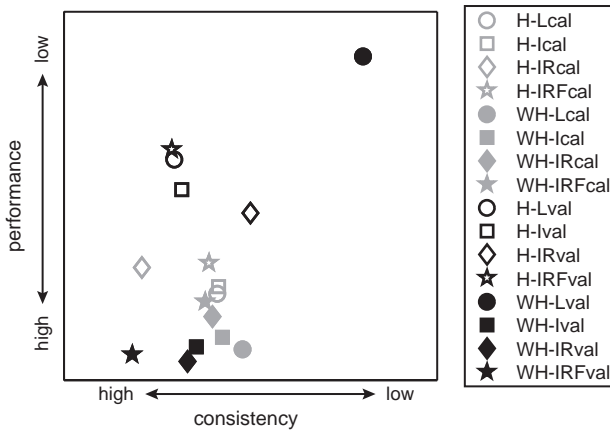 low
performance
high
high
low
consistency
H-Lcal
H-Ical
H-IRcal
H-IRFcal
WH-Lcal
WH-Ical
WH-IRcal
WH-IRFcal
H-Lval
H-Ival
H-IRval
H-IRFval
WH-Lval
WH-Ival
WH-IRval
WH-IRFval